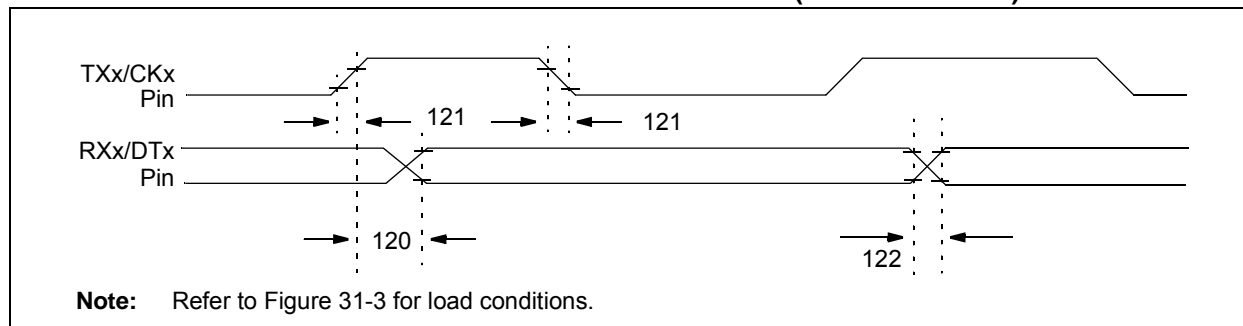 TXx/CKx
Pin
121
121
RXx/DTx
Pin
120
122
Note: Refer to Figure 31-3 for load conditions.